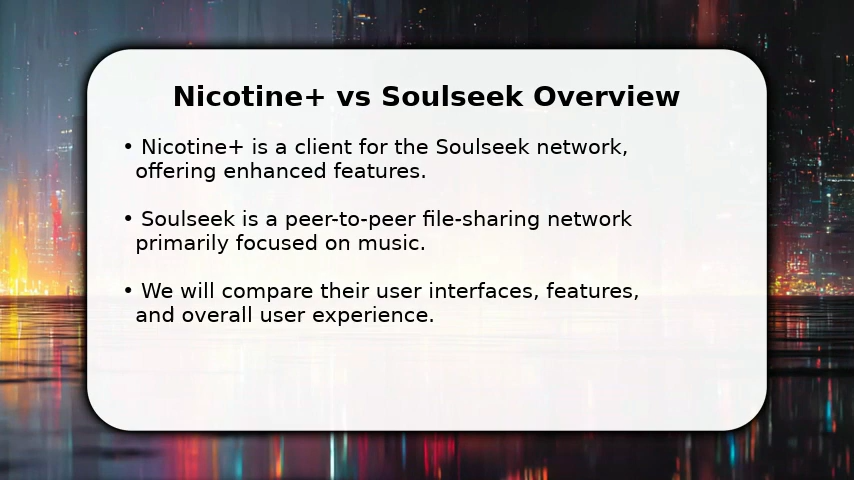 Nicotine+ vs Soulseek Overview
• Nicotine+ is a client for the Soulseek network,
offering enhanced features.
• Soulseek is a peer-to-peer file-sharing network
primarily focused on music.
• We will compare their user interfaces, features,
and overall user experience.